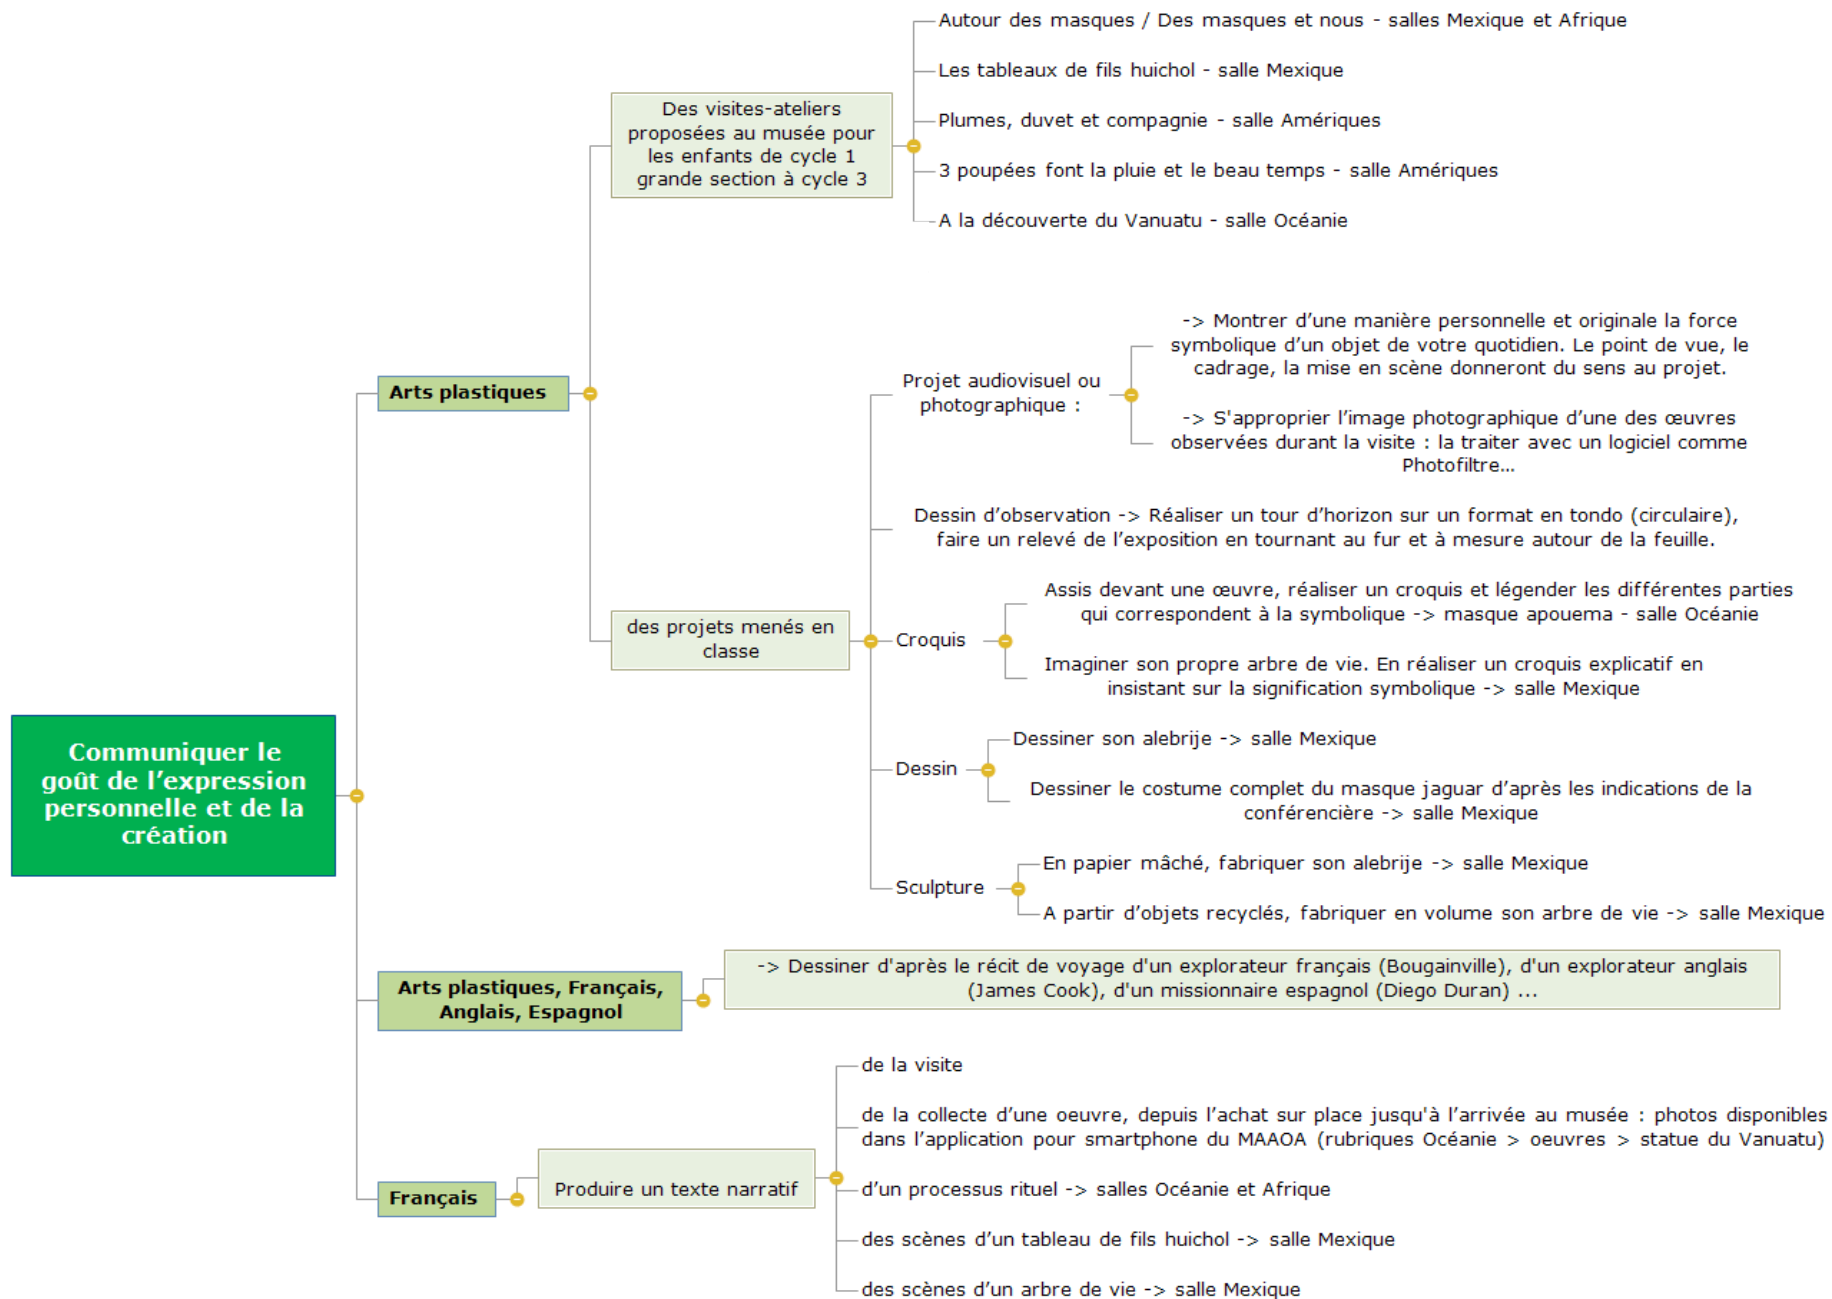 Communiquer le
goût de l’expression
personnelle et de la
création
Arts plastiques
Des visites-ateliers
proposées au musée pour
les enfants de cycle 1
grande section à cycle 3
Autour des masques / Des masques et nous - salles Mexique et Afrique
Les tableaux de fils huichol - salle Mexique
Plumes, duvet et compagnie - salle Amériques
3 poupées font la pluie et le beau temps - salle Amériques
A la découverte du Vanuatu - salle Océanie
des projets menés en
classe
Projet audiovisuel ou
photographique :
-> Montrer d’une manière personnelle et originale la force
symbolique d’un objet de votre quotidien. Le point de vue, le
cadrage, la mise en scène donneront du sens au projet.
-> S'approprier l’image photographique d’une des œuvres
observées durant la visite : la traiter avec un logiciel comme
Photofiltre…
Dessin d’observation -> Réaliser un tour d’horizon sur un format en tondo (circulaire),
faire un relevé de l’exposition en tournant au fur et à mesure autour de la feuille.
Croquis
Assis devant une œuvre, réaliser un croquis et légender les différentes parties
qui correspondent à la symbolique -> masque apouema - salle Océanie
Imaginer son propre arbre de vie. En réaliser un croquis explicatif en
insistant sur la signification symbolique -> salle Mexique
Dessin
Dessiner son alebrije -> salle Mexique
Dessiner le costume complet du masque jaguar d’après les indications de la
conférencière -> salle Mexique
Sculpture
En papier mâché, fabriquer son alebrije -> salle Mexique
A partir d’objets recyclés, fabriquer en volume son arbre de vie -> salle Mexique
Arts plastiques, Français,
Anglais, Espagnol
-> Dessiner d'après le récit de voyage d'un explorateur français (Bougainville), d'un explorateur anglais
(James Cook), d'un missionnaire espagnol (Diego Duran) ...
Français
Produire un texte narratif
de la visite
de la collecte d’une oeuvre, depuis l’achat sur place jusqu'à l’arrivée au musée : photos disponibles
dans l’application pour smartphone du MAAOA (rubriques Océanie > oeuvres > statue du Vanuatu)
d’un processus rituel -> salles Océanie et Afrique
des scènes d’un tableau de fils huichol -> salle Mexique
des scènes d’un arbre de vie -> salle Mexique